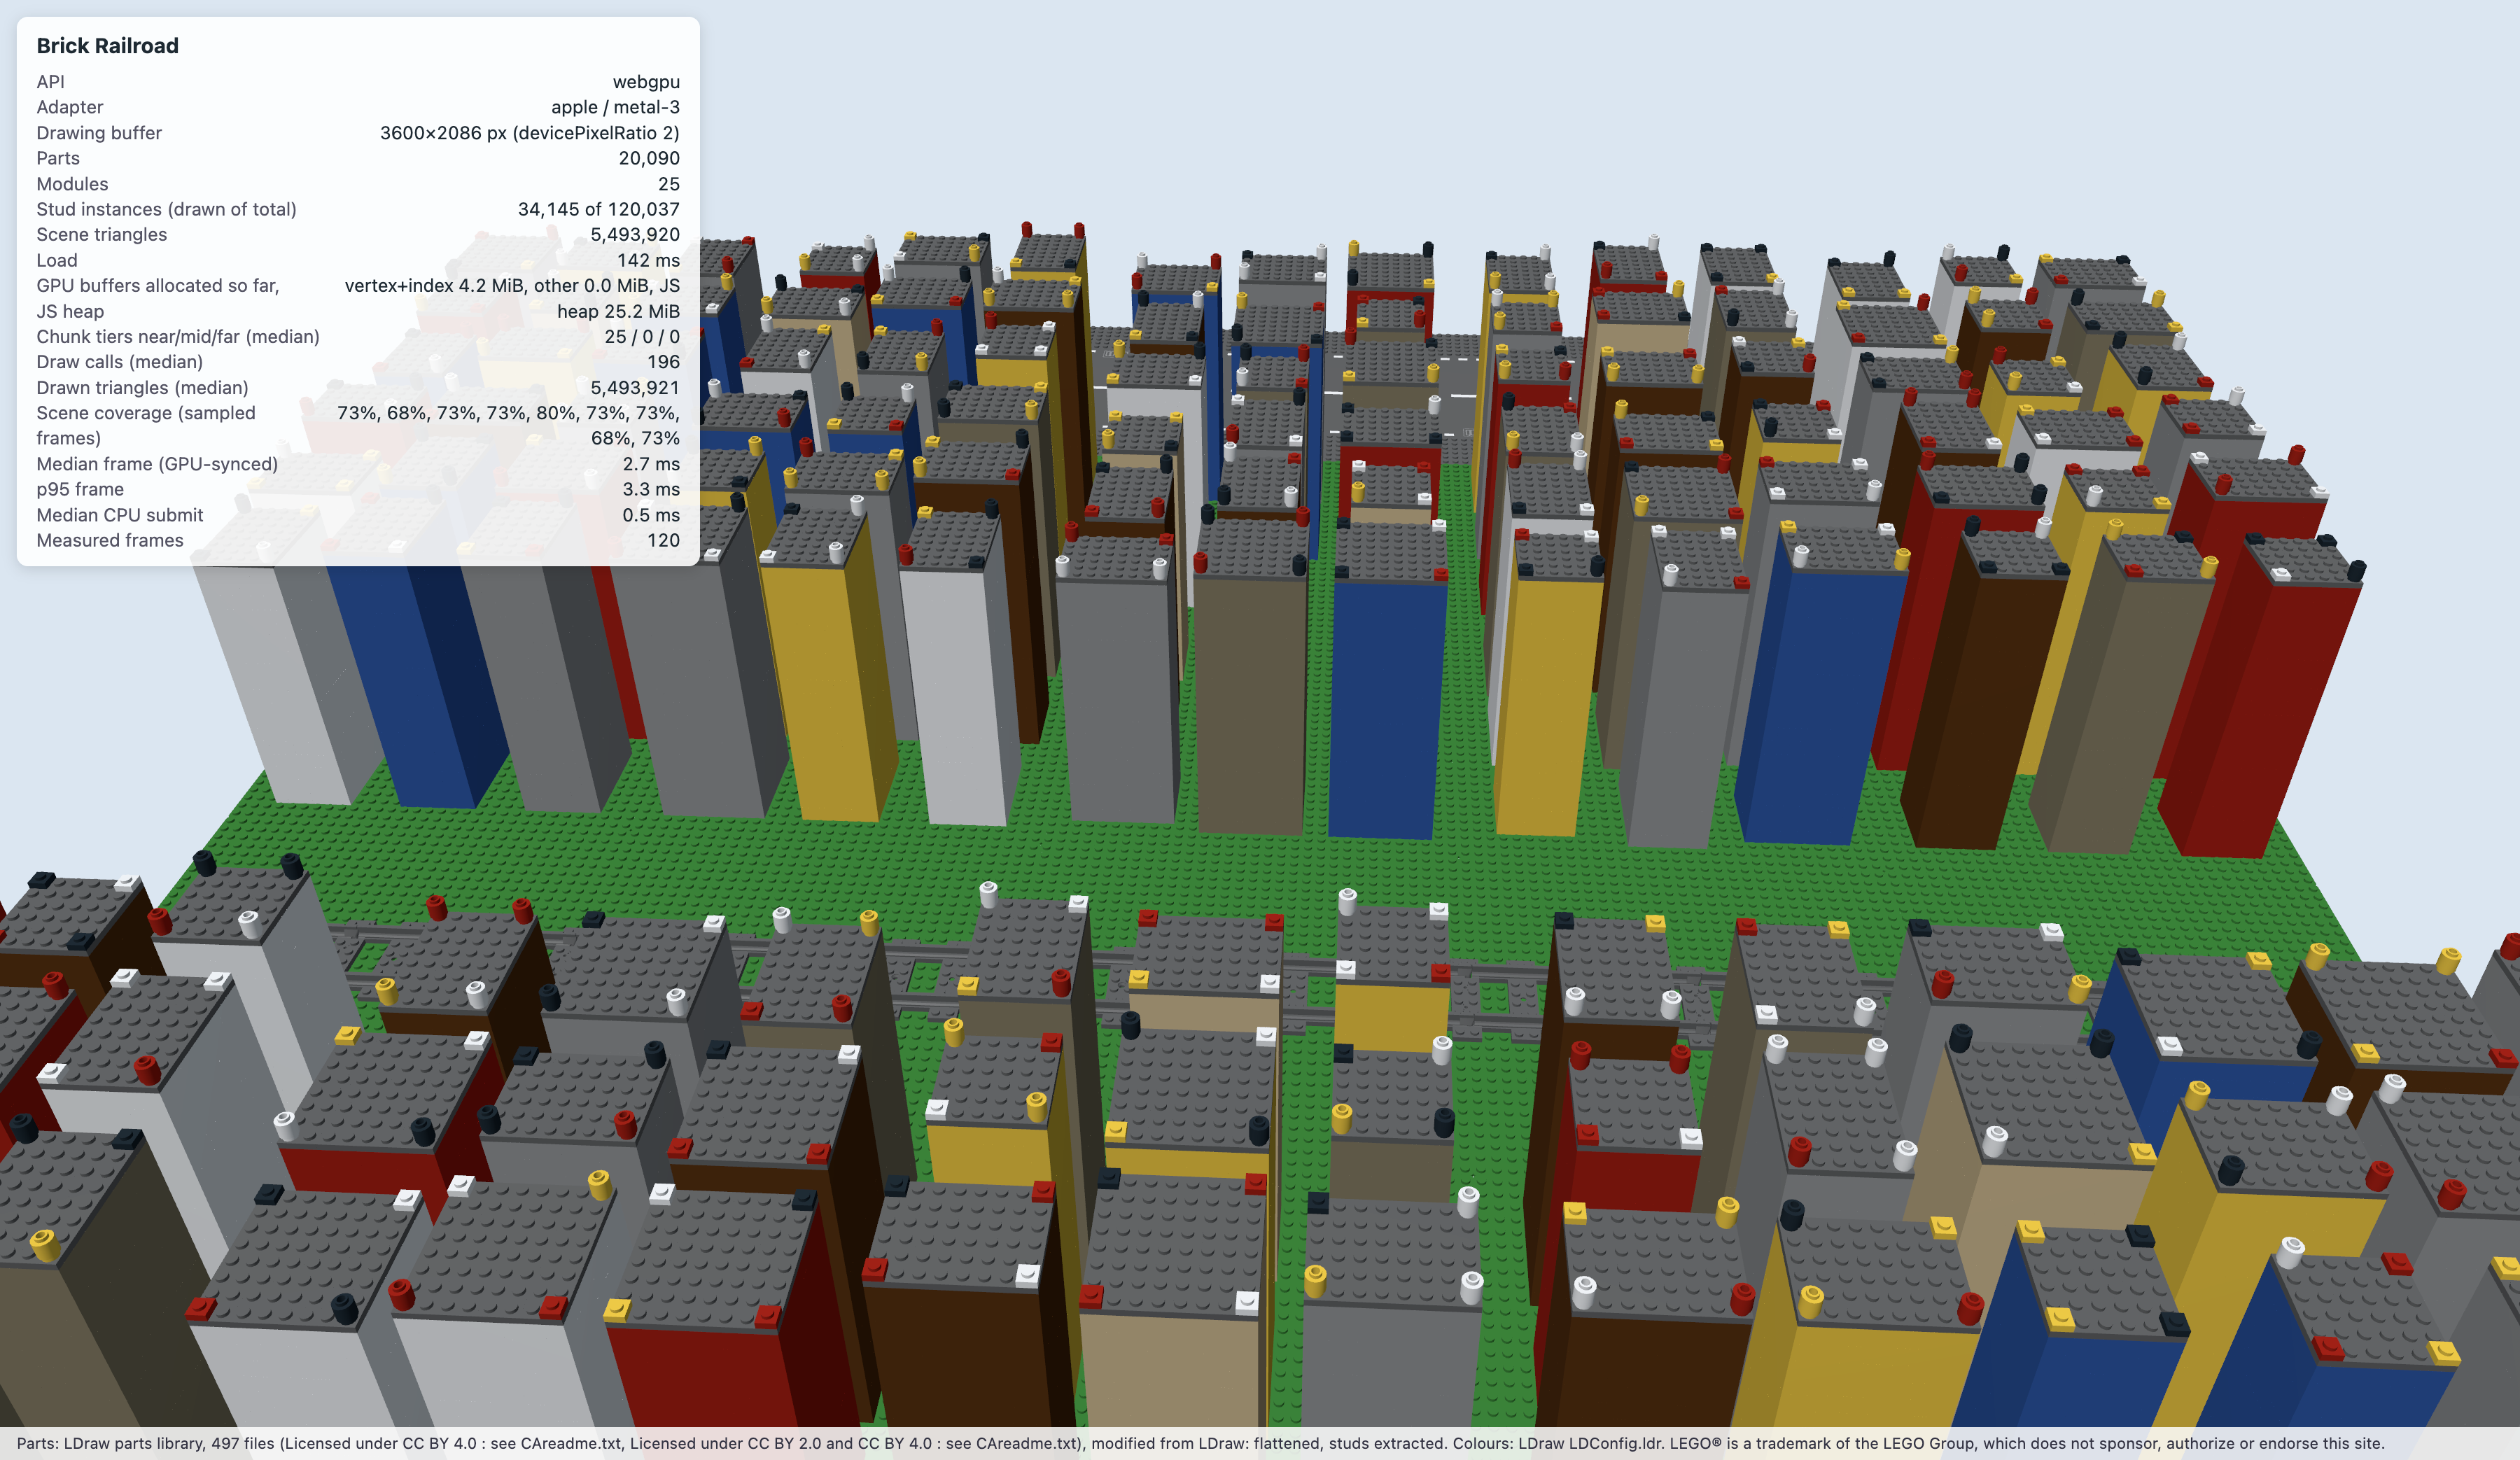 Brick Railroad
API webgpu
Adapter apple / metal-3
Drawing buffer 3600×2086 px (devicePixelRatio 2)
Parts 20,090
Modules 25
Stud instances (drawn of total) 34,145 of 120,037
Scene triangles 5,493,920
Load 142 ms
GPU buffers allocated so far, vertex+index 4.2 MiB, other 0.0 MiB, JS
JS heap heap 25.2 MiB
Chunk tiers near/mid/far (median) 25 / 0 / 0
Draw calls (median) 196
Drawn triangles (median) 5,493,921
Scene coverage (sampled 73%, 68%, 73%, 73%, 80%, 73%, 73%,
frames) 68%, 73%
Median frame (GPU-synced) 2.7 ms
p95 frame 3.3 ms
Median CPU submit 0.5 ms
Measured frames 120
Parts: LDraw parts library, 497 files (Licensed under CC BY 4.0 : see CAreadme.txt, Licensed under CC BY 2.0 and CC BY 4.0 : see CAreadme.txt), modified from LDraw: flattened, studs extracted. Colours: LDraw LDConfig.ldr. LEGO® is a trademark of the LEGO Group, which does not sponsor, authorize or endorse this site.